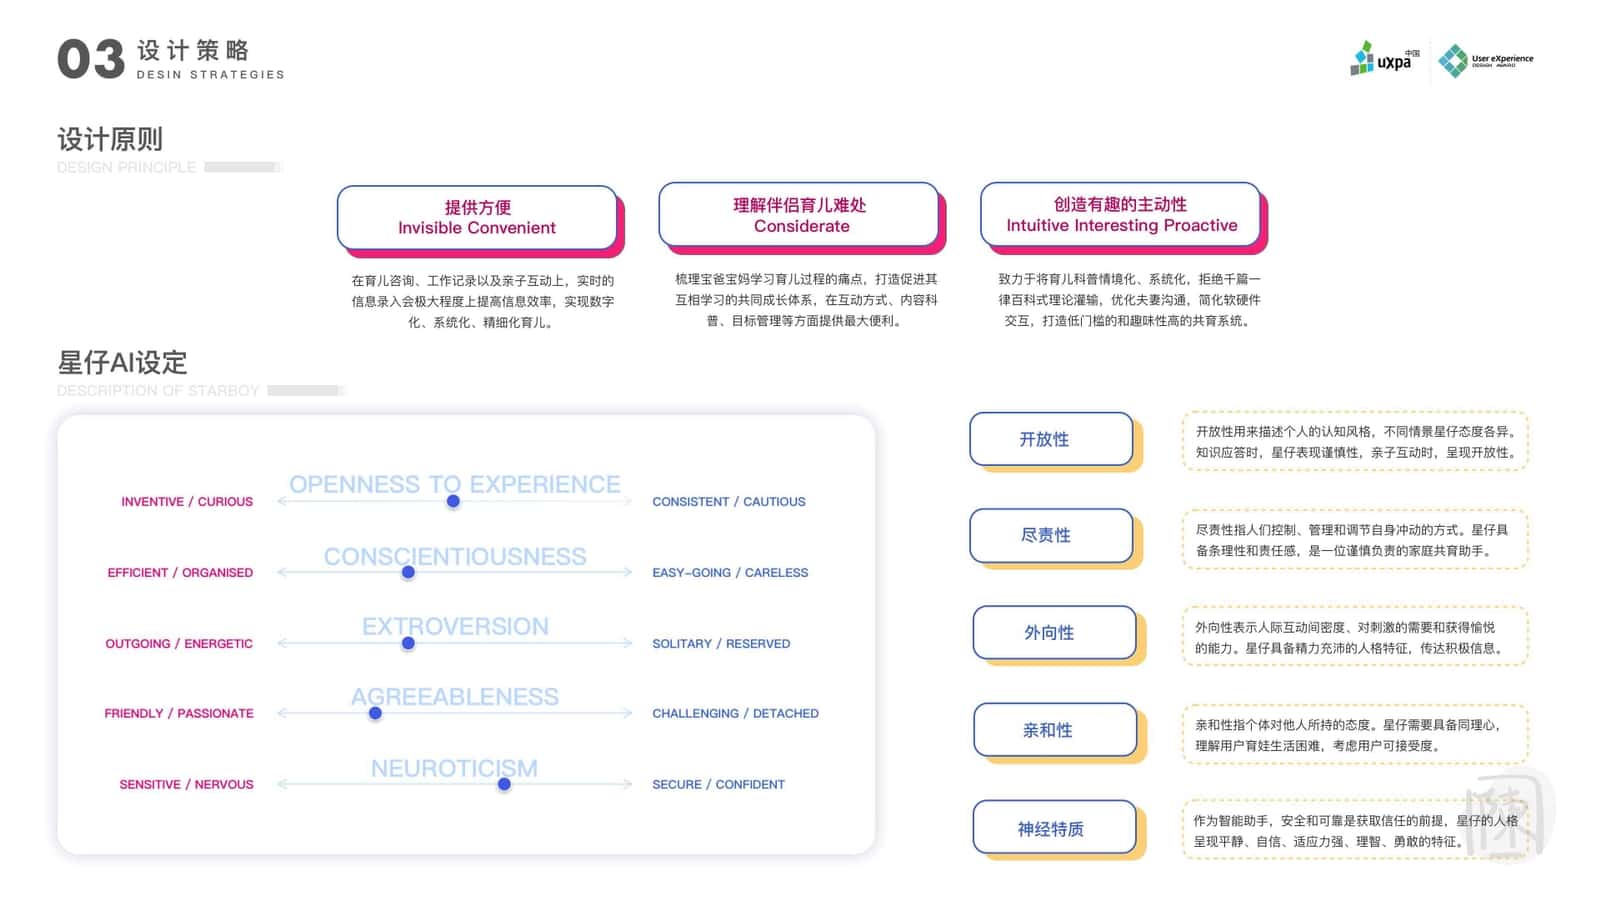 03
设计策略
DESIN STRATEGIES
uxpa 中国
User eXperience
DESIGN AWARD
设计原则
DESIGN PRINCIPLE
提供方便
Invisible Convenient
在育儿咨询、工作记录以及亲子互动上，实时的
信息录入会极大程度上提高信息效率，实现数字
化、系统化、精细化育儿。
理解伴侣育儿难处
Considerate
梳理宝爸宝妈学习育儿过程的痛点，打造促进其
互相学习的共同成长体系，在互动方式、内容科
普、目标管理等方面提供最大便利。
创造有趣的主动性
Intuitive Interesting Proactive
致力于将育儿科普情境化、系统化，拒绝千篇一
律百科式理论灌输，优化夫妻沟通，简化软硬件
交互，打造低门槛的和趣味性高的共育系统。
星仔AI设定
DESCRIPTION OF STARBOY
OPENNESS TO EXPERIENCE
INVENTIVE / CURIOUS
CONSISTENT / CAUTIOUS
CONSCIENTIOUSNESS
EFFICIENT / ORGANISED
EASY-GOING / CARELESS
EXTROVERSION
OUTGOING / ENERGETIC
SOLITARY / RESERVED
AGREEABLENESS
FRIENDLY / PASSIONATE
CHALLENGING / DETACHED
NEUROTICISM
SENSITIVE / NERVOUS
SECURE / CONFIDENT
开放性
开放性用来描述个人的认知风格，不同情景星仔态度各异。
知识应答时，星仔表现谨慎性，亲子互动时，呈现开放性。
尽责性
尽责性指人们控制、管理和调节自身冲动的方式。星仔具
备条理性和责任感，是一位谨慎负责的家庭共育助手。
外向性
外向性表示人际互动间密度、对刺激的需要和获得愉悦
的能力。星仔具备精力充沛的人格特征，传达积极信息。
亲和性
亲和性指个体对他人所持的态度。星仔需要具备同理心，
理解用户育娃生活困难，考虑用户可接受度。
神经特质
作为智能助手，安全和可靠是获取信任的前提，星仔的人格
呈现平静、自信、适应力强、理智、勇敢的特征。
陳